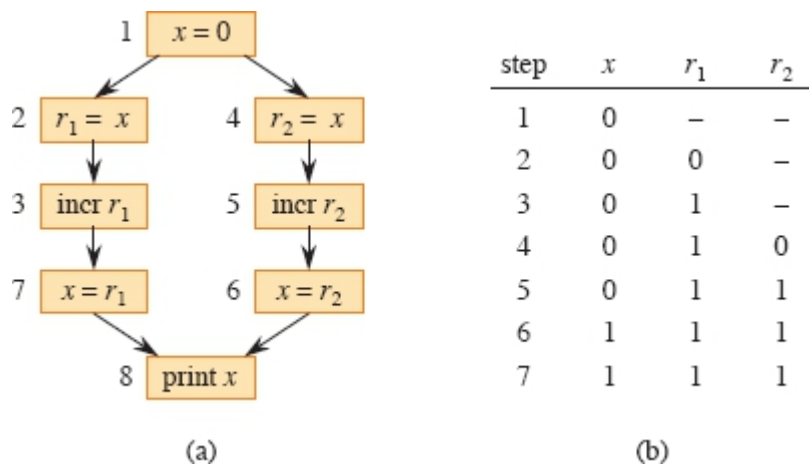 1 x = 0
2 r₁ = x 4 r₂ = x
3 incr r₁ 5 incr r₂
7 x = r₁ 6 x = r₂
8 print x
(a)
step x r₁ r₂
1 0 – –
2 0 0 –
3 0 1 –
4 0 1 0
5 0 1 1
6 1 1 1
7 1 1 1
(b)